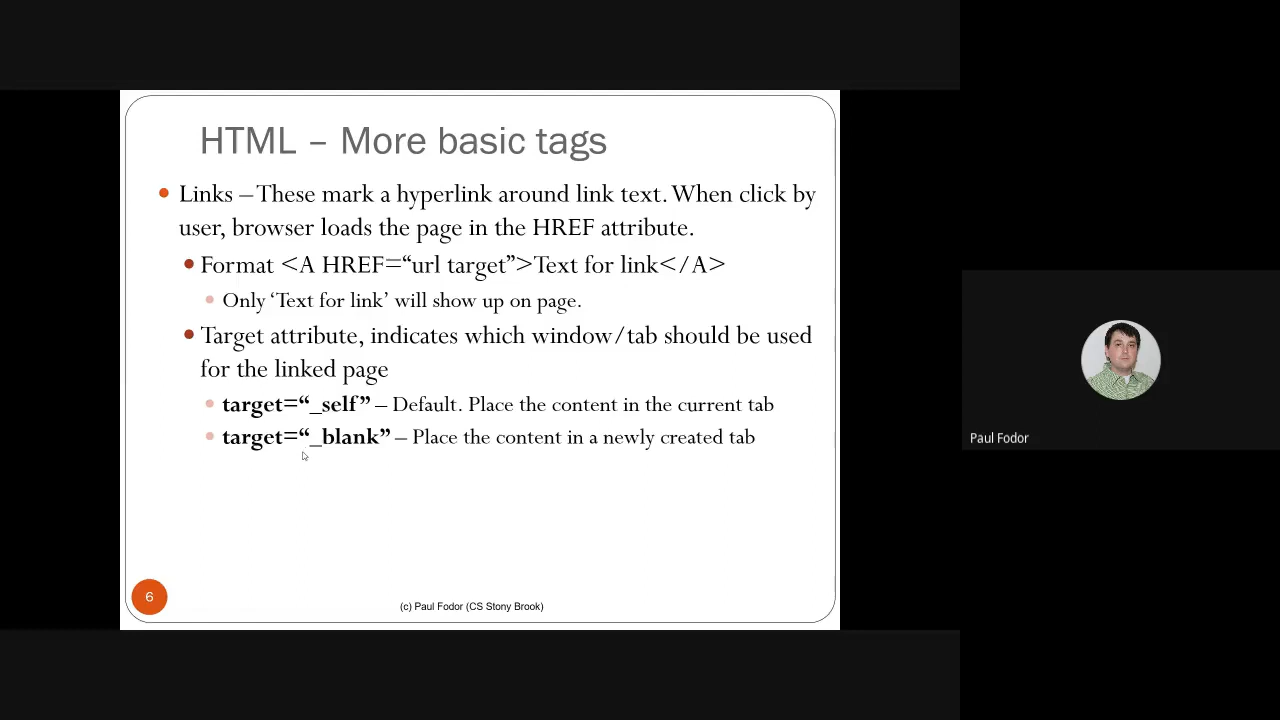 HTML – More basic tags
Links – These mark a hyperlink around link text. When click by
user, browser loads the page in the HREF attribute.
Format <A HREF=“url target”>Text for link</A>
Only ‘Text for link’ will show up on page.
Target attribute, indicates which window/tab should be used
for the linked page
target=“_self” – Default. Place the content in the current tab
target=“_blank” – Place the content in a newly created tab
6
(c) Paul Fodor (CS Stony Brook)
Paul Fodor